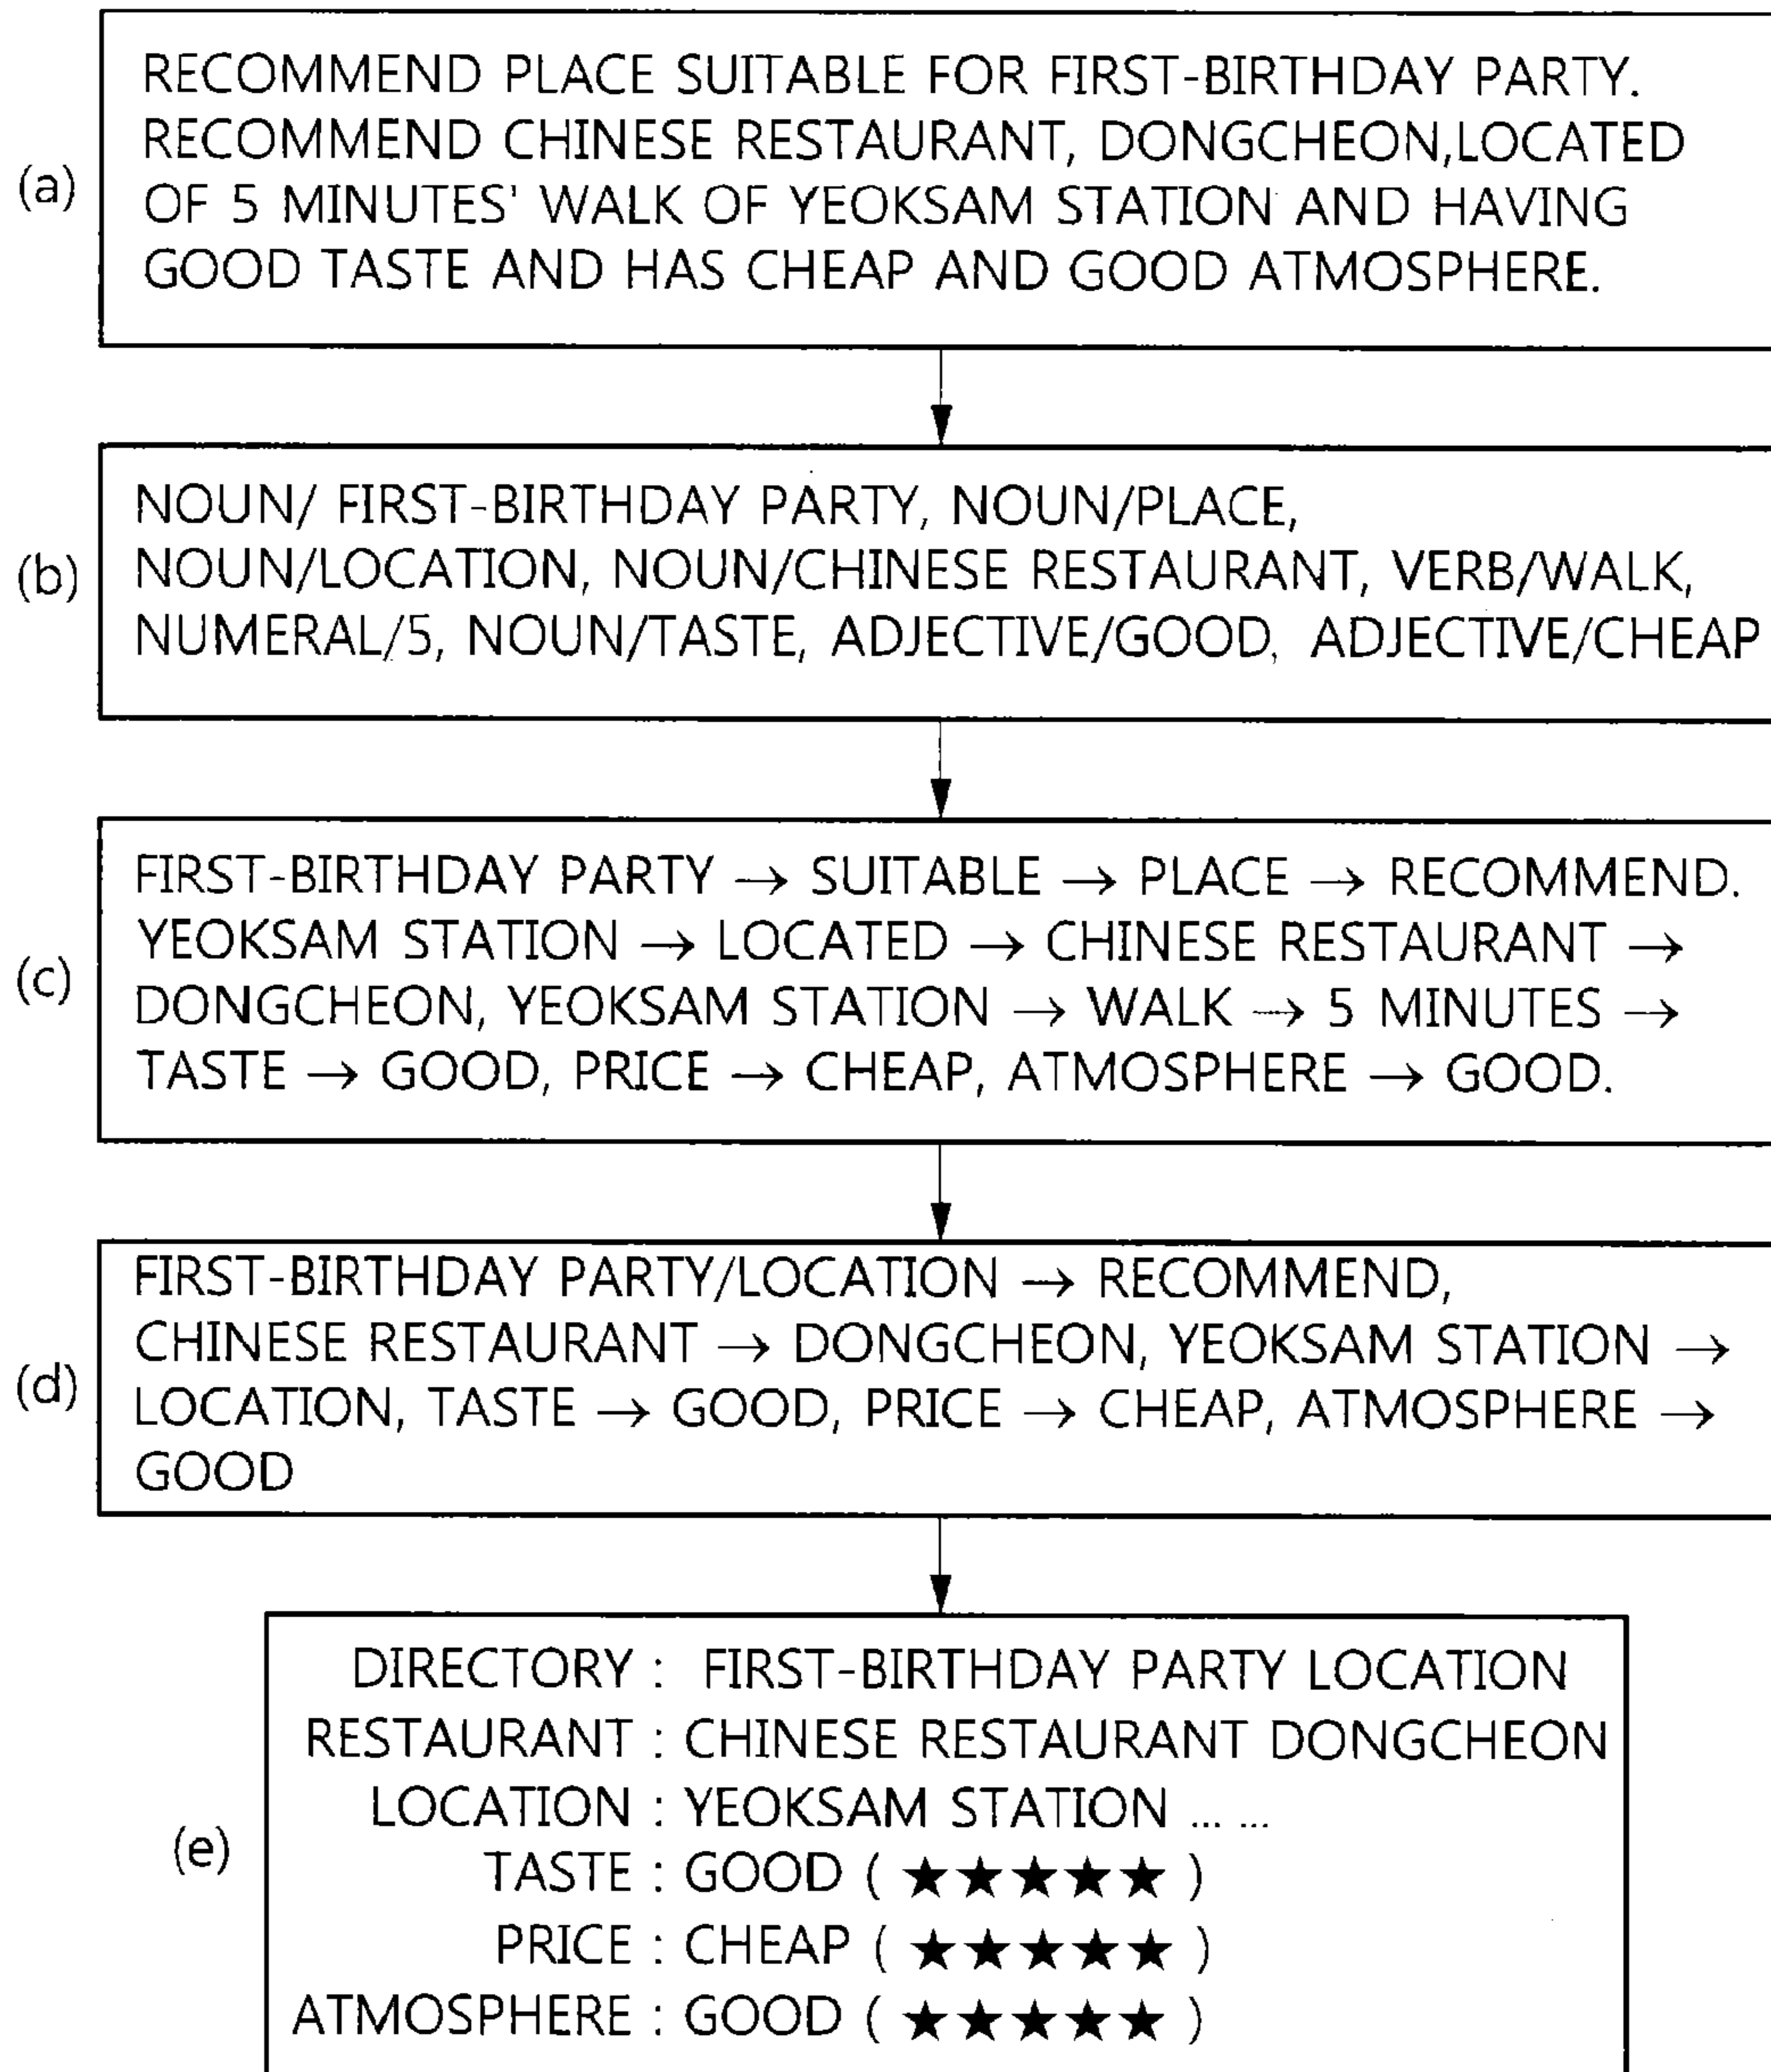 (a)
RECOMMEND PLACE SUITABLE FOR FIRST-BIRTHDAY PARTY.
RECOMMEND CHINESE RESTAURANT, DONGCHEON,LOCATED
OF 5 MINUTES' WALK OF YEOKSAM STATION AND HAVING
GOOD TASTE AND HAS CHEAP AND GOOD ATMOSPHERE.
(b)
NOUN/ FIRST-BIRTHDAY PARTY, NOUN/PLACE,
NOUN/LOCATION, NOUN/CHINESE RESTAURANT, VERB/WALK,
NUMERAL/5, NOUN/TASTE, ADJECTIVE/GOOD, ADJECTIVE/CHEAP
(c)
FIRST-BIRTHDAY PARTY → SUITABLE → PLACE → RECOMMEND.
YEOKSAM STATION → LOCATED → CHINESE RESTAURANT →
DONGCHEON, YEOKSAM STATION → WALK → 5 MINUTES →
TASTE → GOOD, PRICE → CHEAP, ATMOSPHERE → GOOD.
(d)
FIRST-BIRTHDAY PARTY/LOCATION → RECOMMEND,
CHINESE RESTAURANT → DONGCHEON, YEOKSAM STATION →
LOCATION, TASTE → GOOD, PRICE → CHEAP, ATMOSPHERE →
GOOD
(e)
DIRECTORY : FIRST-BIRTHDAY PARTY LOCATION
RESTAURANT : CHINESE RESTAURANT DONGCHEON
LOCATION : YEOKSAM STATION ... ...
TASTE : GOOD ( ★★★★★ )
PRICE : CHEAP ( ★★★★★ )
ATMOSPHERE : GOOD ( ★★★★★ )